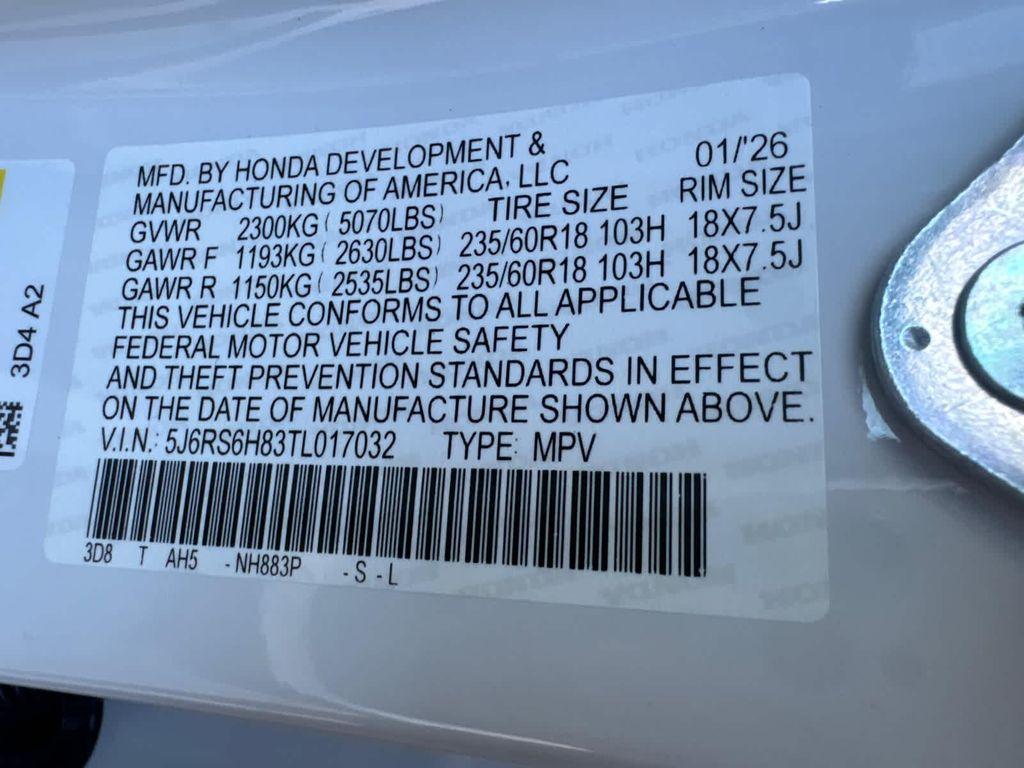 MFD. BY HONDA DEVELOPMENT &
MANUFACTURING OF AMERICA, LLC 01/'26
GVWR 2300KG ( 5070LBS) TIRE SIZE RIM SIZE
GAWR F 1193KG ( 2630LBS) 235/60R18 103H 18X7.5J
GAWR R 1150KG ( 2535LBS) 235/60R18 103H 18X7.5J
THIS VEHICLE CONFORMS TO ALL APPLICABLE
FEDERAL MOTOR VEHICLE SAFETY
AND THEFT PREVENTION STANDARDS IN EFFECT
ON THE DATE OF MANUFACTURE SHOWN ABOVE.
V.I.N.: 5J6RS6H83TL017032 TYPE: MPV
3D8 T AH5 -NH883P -S-L
3D4 A2